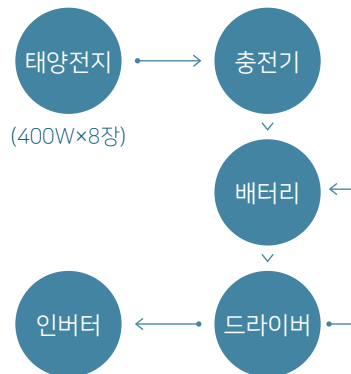 태양전지
충전기
(400W×8장)
배터리
인버터
드라이버